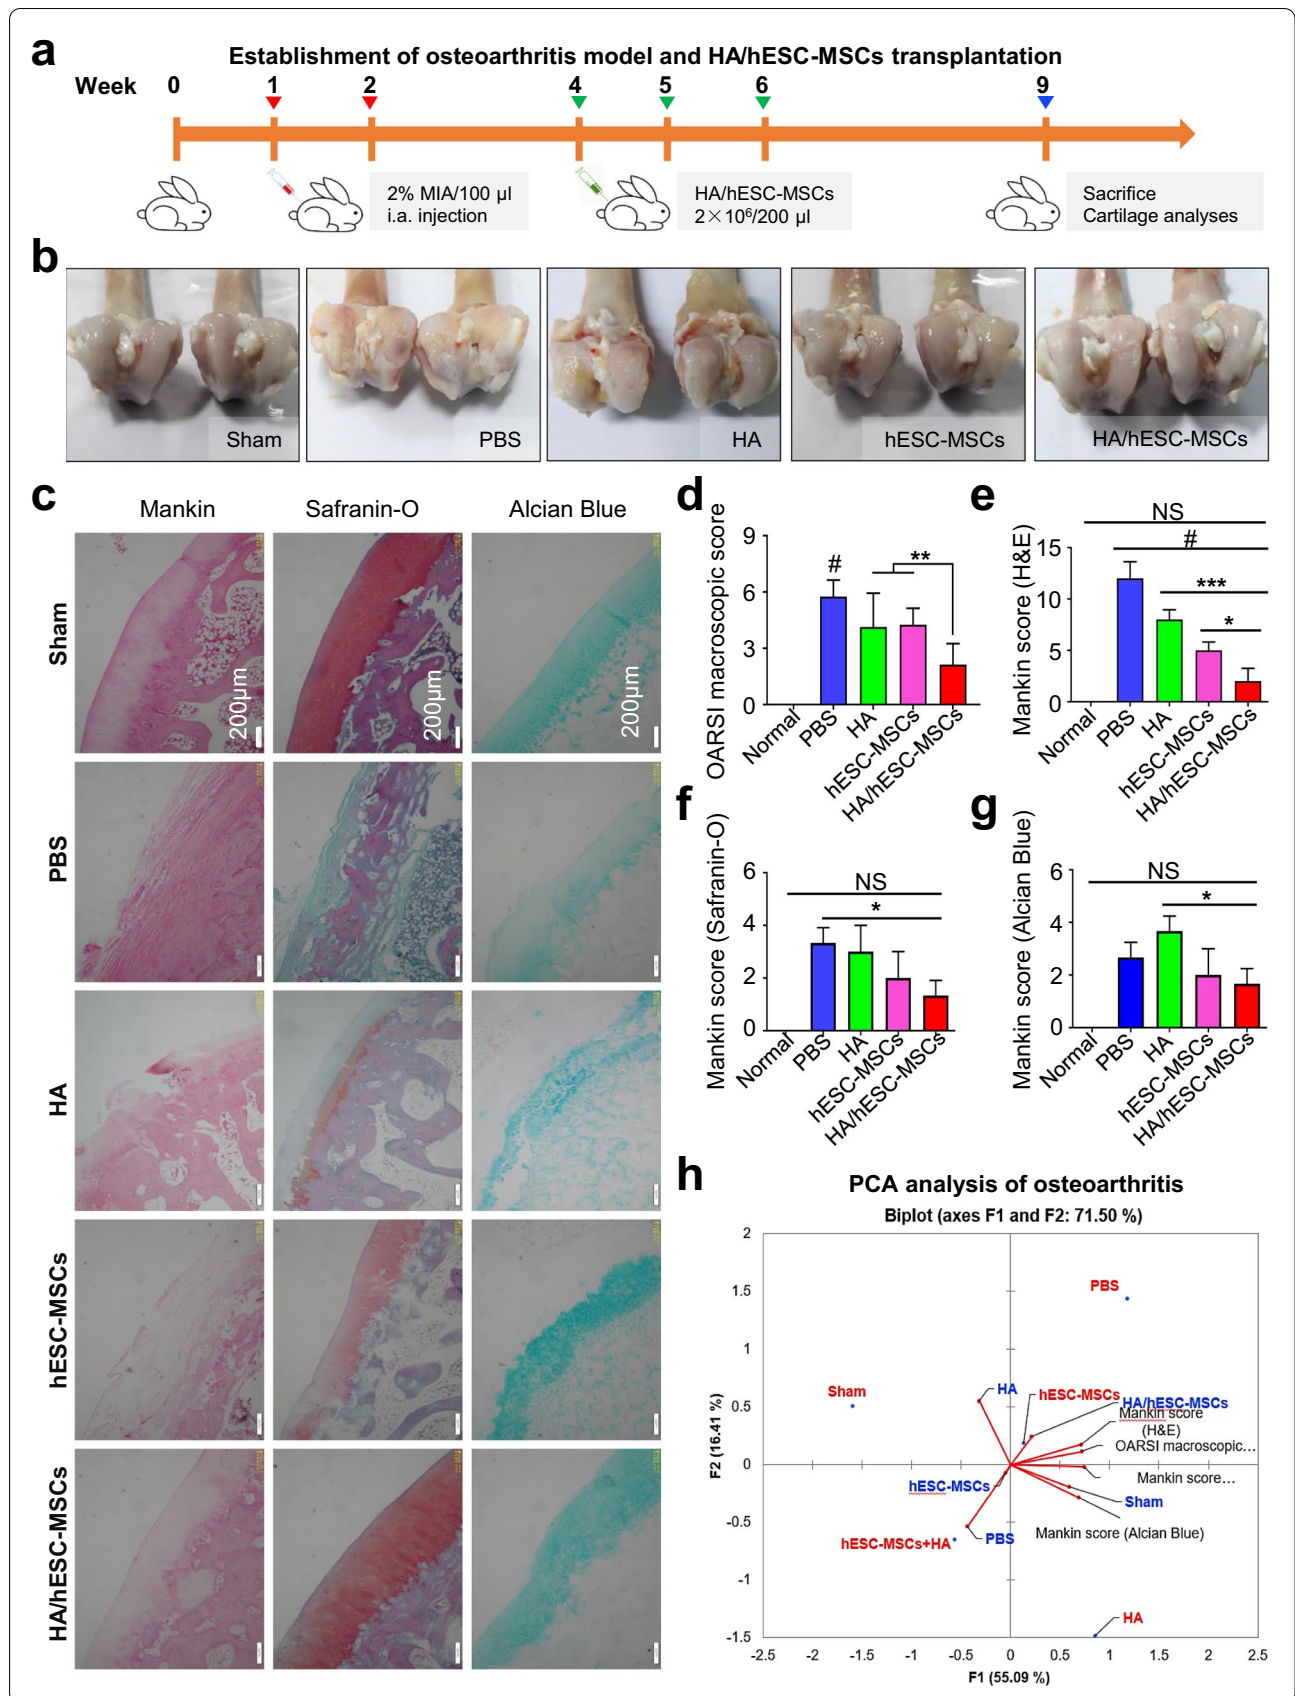 a
Establishment of osteoarthritis model and HA/hESC-MSCs transplantation
Week 0 1 2 4 5 6 9
2% MIA/100 µl
i.a. injection
HA/hESC-MSCs
2×10⁶/200 µl
Sacrifice
Cartilage analyses
b
Sham
PBS
HA
hESC-MSCs
HA/hESC-MSCs
c
Mankin Safranin-O Alcian Blue
Sham
200µm
200µm
200µm
PBS
HA
hESC-MSCs
HA/hESC-MSCs
d
OARSI macroscopic score
9
6
3
0
#
**
Normal
PBS
HA
hESC-MSCs
HA/hESC-MSCs
e
Mankin score (H&E)
15
10
5
0
NS
#
***
*
Normal
PBS
HA
hESC-MSCs
HA/hESC-MSCs
f
Mankin score (Safranin-O)
6
4
2
0
NS
*
Normal
PBS
HA
hESC-MSCs
HA/hESC-MSCs
g
Mankin score (Alcian Blue)
6
4
2
0
NS
*
Normal
PBS
HA
hESC-MSCs
HA/hESC-MSCs
h
PCA analysis of osteoarthritis
Biplot (axes F1 and F2: 71.50 %)
F2 (16.41 %)
2
1.5
1
0.5
0
-0.5
-1
-1.5
PBS
Sham
HA
hESC-MSCs
HA/hESC-MSCs
Mankin score
(H&E)
OARSI macroscopic...
Mankin score...
hESC-MSCs
Sham
Mankin score (Alcian Blue)
PBS
hESC-MSCs+HA
HA
-2.5 -2 -1.5 -1 -0.5 0 0.5 1 1.5 2 2.5
F1 (55.09 %)